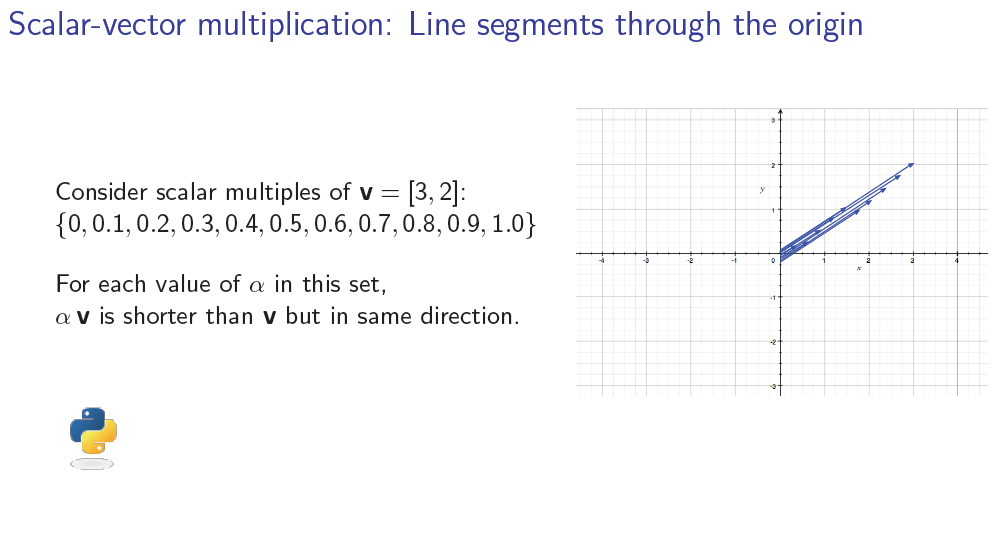 Scalar-vector multiplication: Line segments through the origin
Consider scalar multiples of v = [3, 2]:
{0, 0.1, 0.2, 0.3, 0.4, 0.5, 0.6, 0.7, 0.8, 0.9, 1.0}
For each value of α in this set,
α v is shorter than v but in same direction.
3
2
y
1
-4 -3 -2 -1 0 1 2 3 4
x
-1
-2
-3